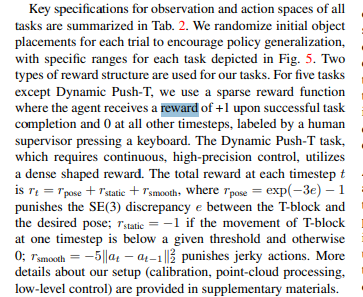 Key specifications for observation and action spaces of all
tasks are summarized in Tab. 2. We randomize initial object
placements for each trial to encourage policy generalization,
with specific ranges for each task depicted in Fig. 5. Two
types of reward structure are used for our tasks. For five tasks
except Dynamic Push-T, we use a sparse reward function
where the agent receives a reward of +1 upon successful task
completion and 0 at all other timesteps, labeled by a human
supervisor pressing a keyboard. The Dynamic Push-T task,
which requires continuous, high-precision control, utilizes
a dense shaped reward. The total reward at each timestep t
is rₜ = r_pose + r_static + r_smooth, where r_pose = exp(−3e) − 1
punishes the SE(3) discrepancy e between the T-block and
the desired pose; r_static = −1 if the movement of T-block
at one timestep is below a given threshold and otherwise
0; r_smooth = −5‖aₜ − aₜ₋₁‖₂² punishes jerky actions. More
details about our setup (calibration, point-cloud processing,
low-level control) are provided in supplementary materials.